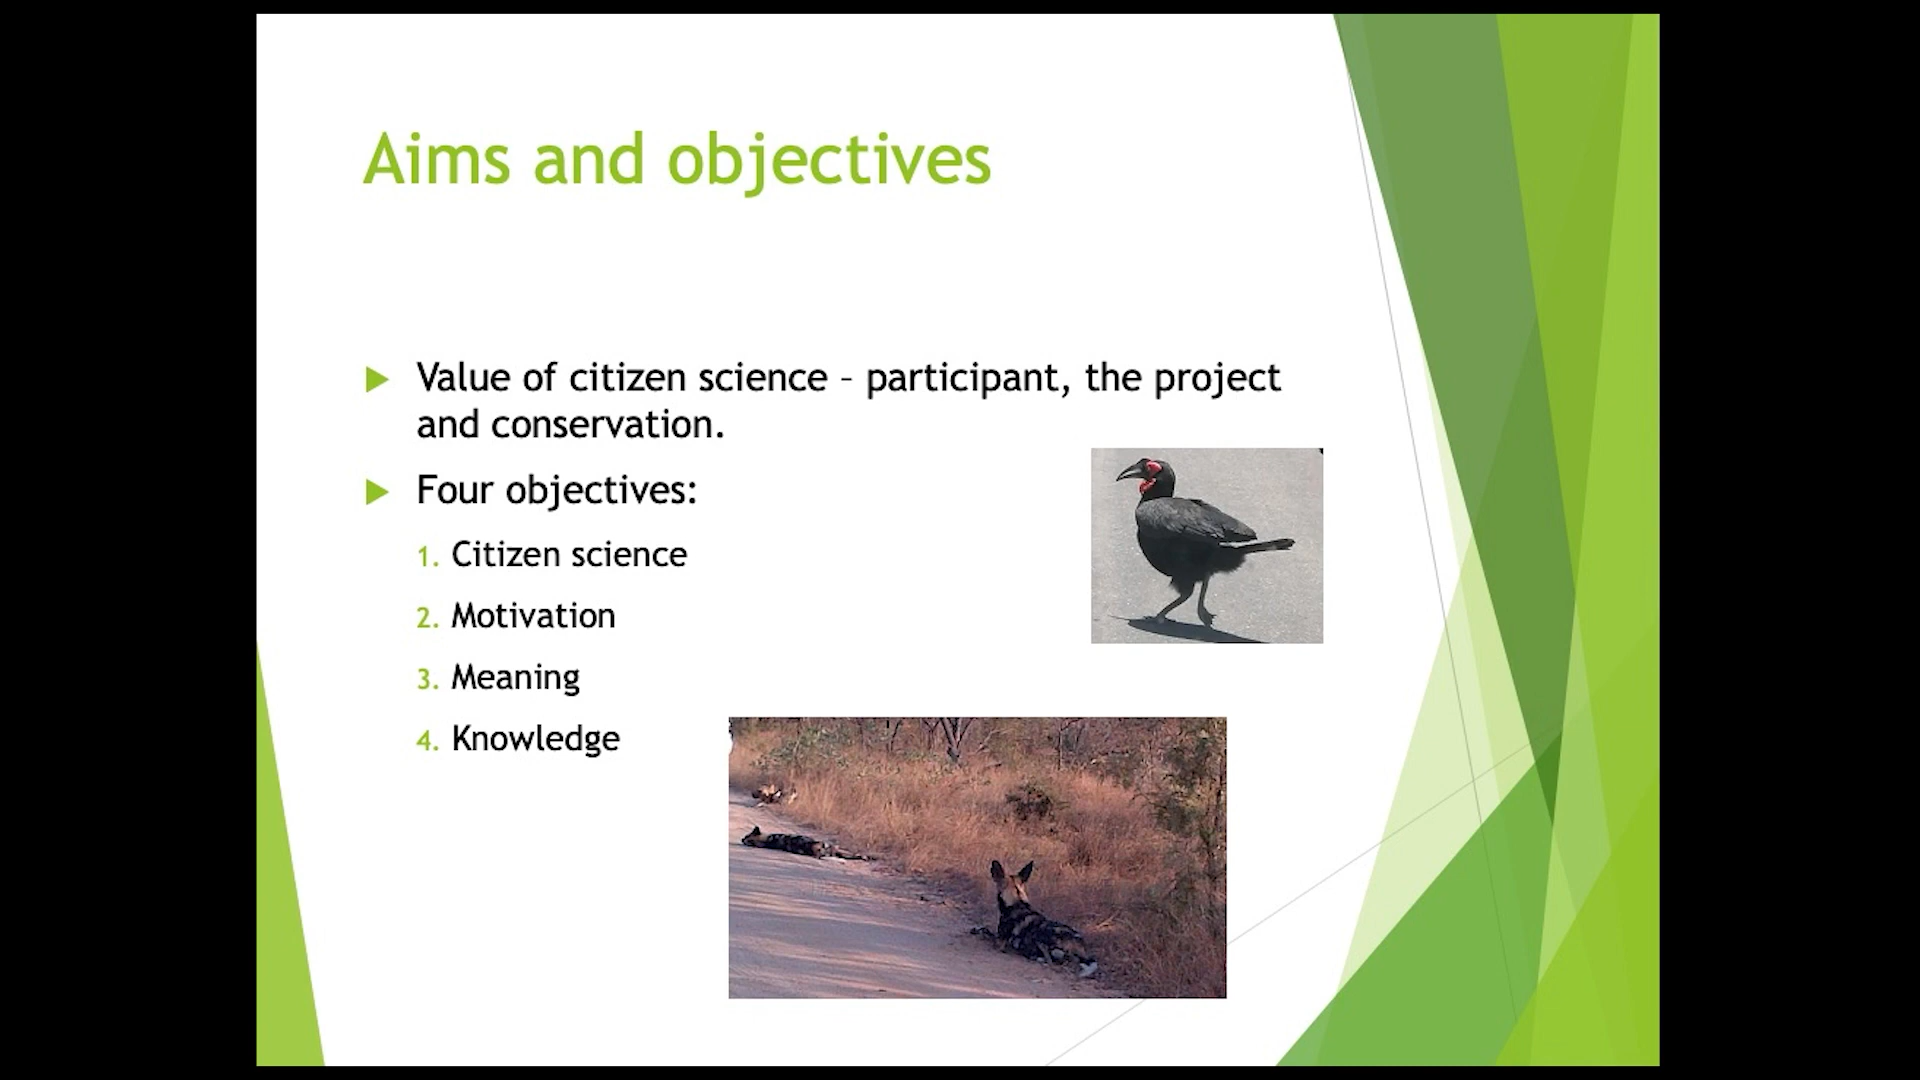 Aims and objectives
Value of citizen science – participant, the project
and conservation.
Four objectives:
1. Citizen science
2. Motivation
3. Meaning
4. Knowledge